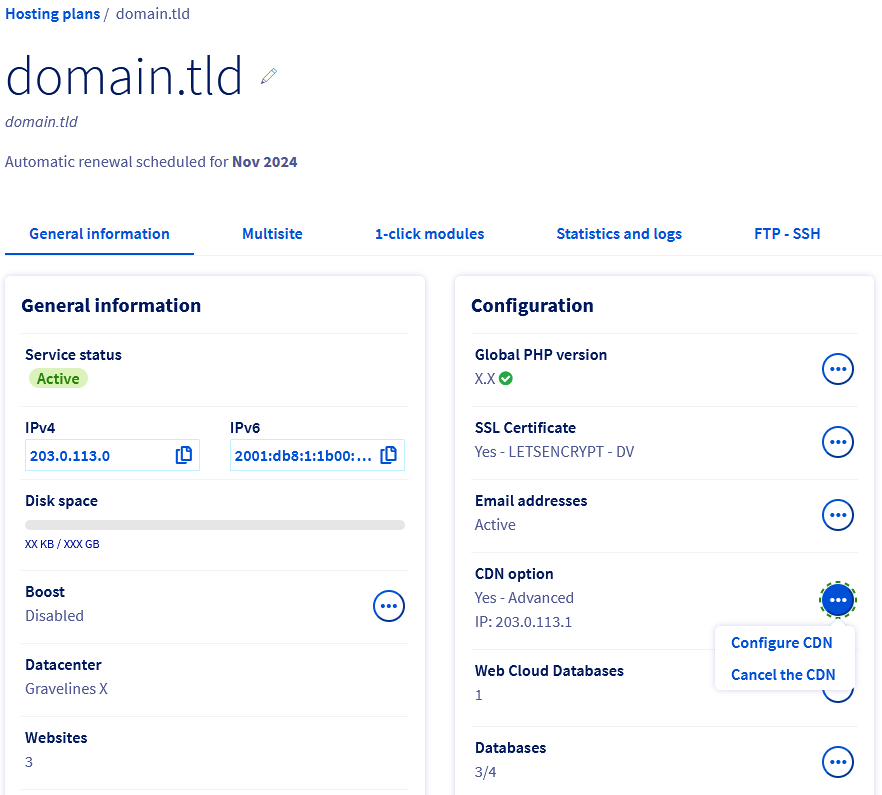 Hosting plans / domain.tld
domain.tld
domain.tld
Automatic renewal scheduled for Nov 2024
General information
Multisite
1-click modules
Statistics and logs
FTP - SSH
General information
Service status
Active
IPv4
IPv6
203.0.113.0
2001:db8:1:1b00:...
Disk space
XX KB / XXX GB
Boost
Disabled
Datacenter
Gravelines X
Websites
3
Configuration
Global PHP version
X.X
SSL Certificate
Yes - LETSENCRYPT - DV
Email addresses
Active
CDN option
Yes - Advanced
IP: 203.0.113.1
Configure CDN
Cancel the CDN
Web Cloud Databases
1
Databases
3/4